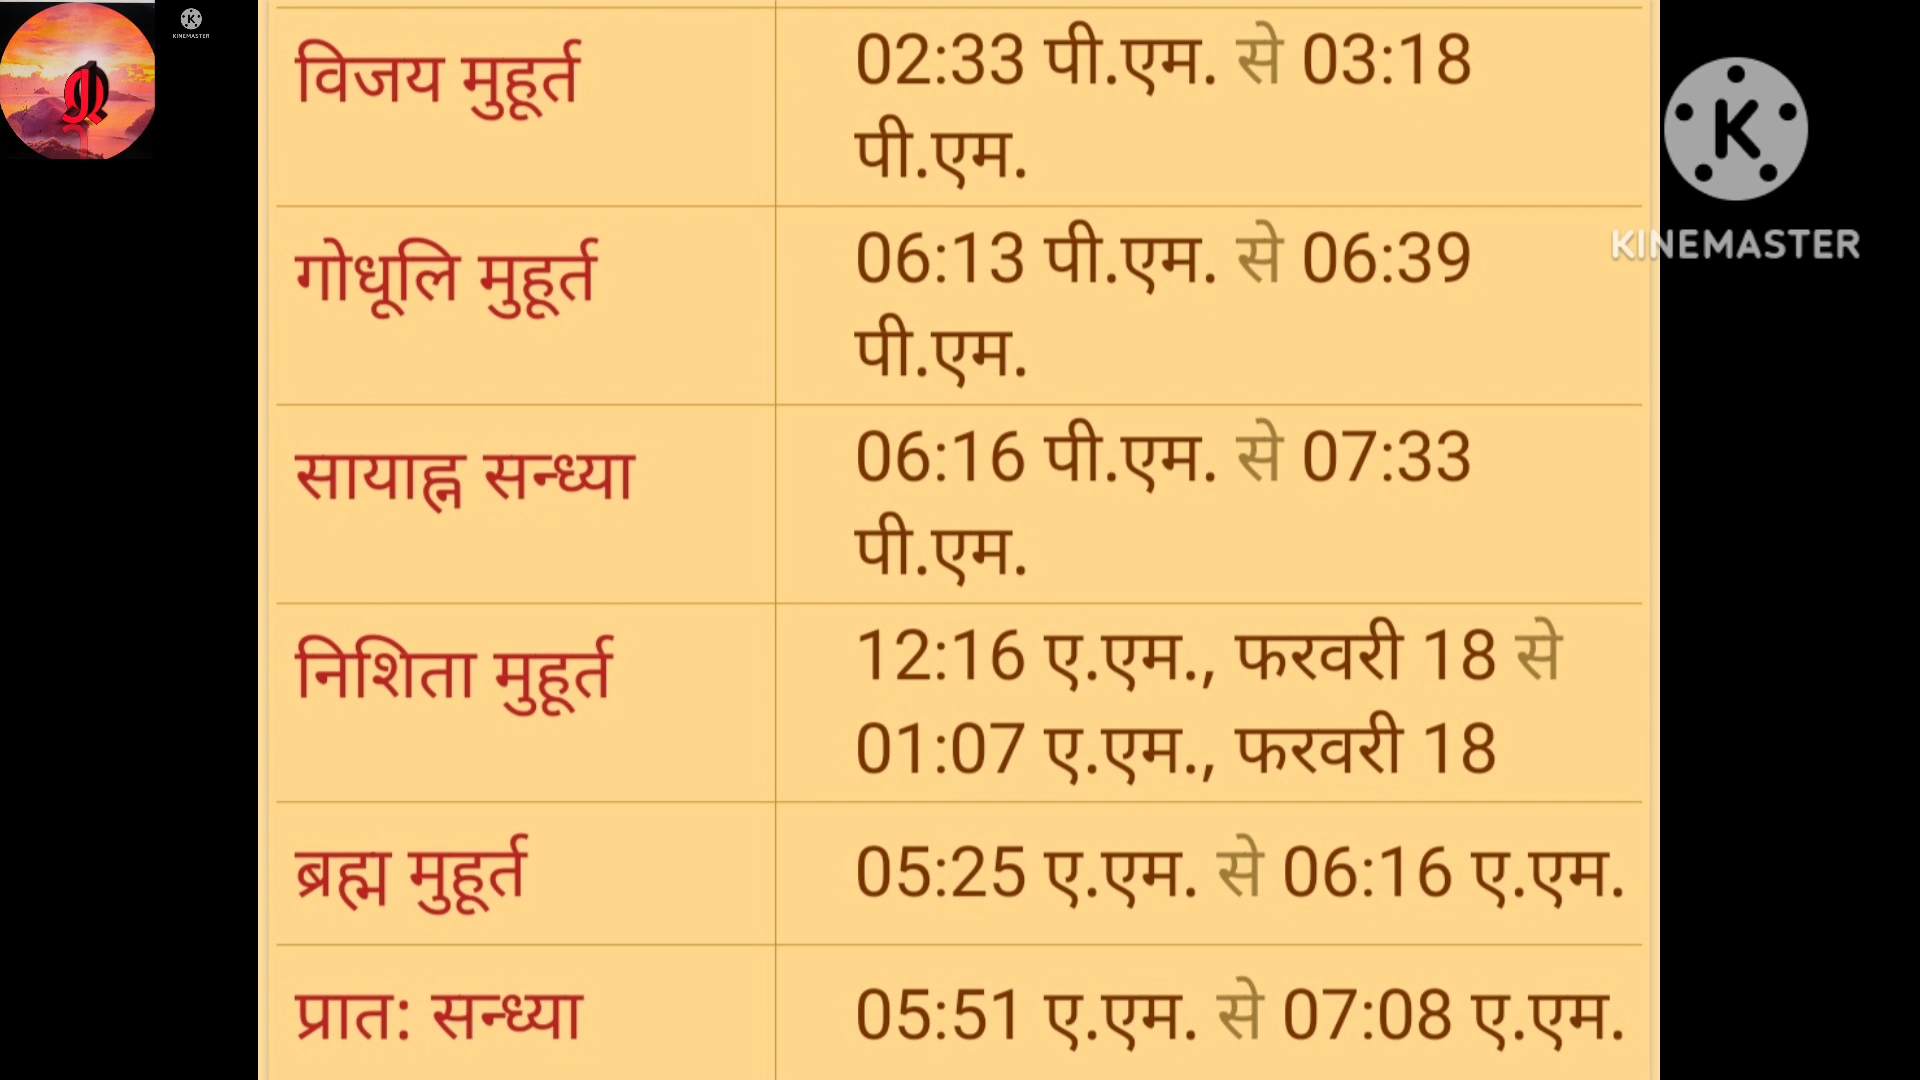 KINEMASTER
विजय मुहूर्त
02:33 पी.एम. से 03:18
पी.एम.
KINEMASTER
गोधूलि मुहूर्त
06:13 पी.एम. से 06:39
पी.एम.
सायाह्न सन्ध्या
06:16 पी.एम. से 07:33
पी.एम.
निशिता मुहूर्त
12:16 ए.एम., फरवरी 18 से
01:07 ए.एम., फरवरी 18
ब्रह्म मुहूर्त
05:25 ए.एम. से 06:16 ए.एम.
प्रात: सन्ध्या
05:51 ए.एम. से 07:08 ए.एम.